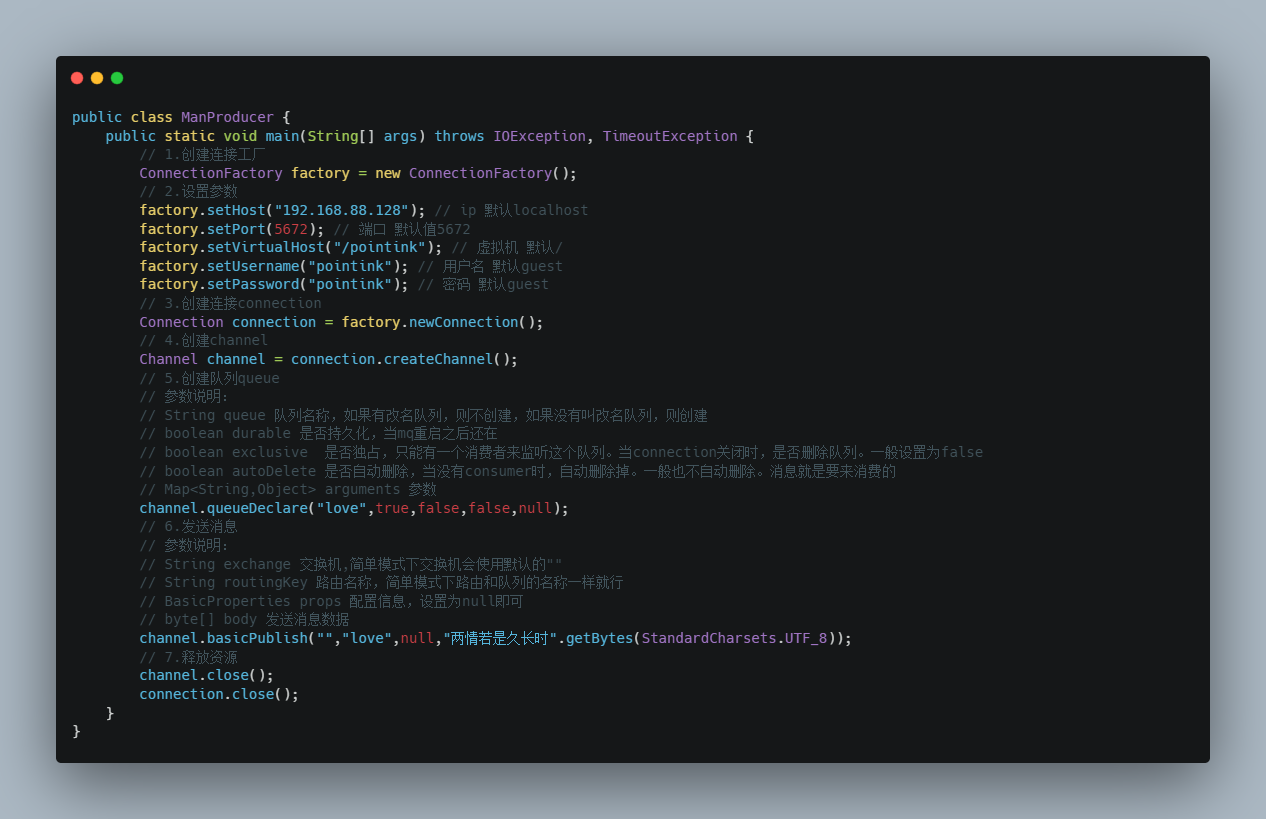 public class ManProducer {
    public static void main(String[] args) throws IOException, TimeoutException {
        // 1.创建连接工厂
        ConnectionFactory factory = new ConnectionFactory();
        // 2.设置参数
        factory.setHost("192.168.88.128"); // ip 默认localhost
        factory.setPort(5672); // 端口 默认值5672
        factory.setVirtualHost("/pointink"); // 虚拟机 默认/
        factory.setUsername("pointink"); // 用户名 默认guest
        factory.setPassword("pointink"); // 密码 默认guest
        // 3.创建连接connection
        Connection connection = factory.newConnection();
        // 4.创建channel
        Channel channel = connection.createChannel();
        // 5.创建队列queue
        // 参数说明:
        // String queue 队列名称，如果有改名队列，则不创建，如果没有叫改名队列，则创建
        // boolean durable 是否持久化，当mq重启之后还在
        // boolean exclusive  是否独占，只能有一个消费者来监听这个队列。当connection关闭时，是否删除队列。一般设置为false
        // boolean autoDelete 是否自动删除，当没有consumer时，自动删除掉。一般也不自动删除。消息就是要来消费的
        // Map<String,Object> arguments 参数
        channel.queueDeclare("love",true,false,false,null);
        // 6.发送消息
        // 参数说明:
        // String exchange 交换机,简单模式下交换机会使用默认的""
        // String routingKey 路由名称，简单模式下路由和队列的名称一样就行
        // BasicProperties props 配置信息，设置为null即可
        // byte[] body 发送消息数据
        channel.basicPublish("","love",null,"两情若是久长时".getBytes(StandardCharsets.UTF_8));
        // 7.释放资源
        channel.close();
        connection.close();
    }
}